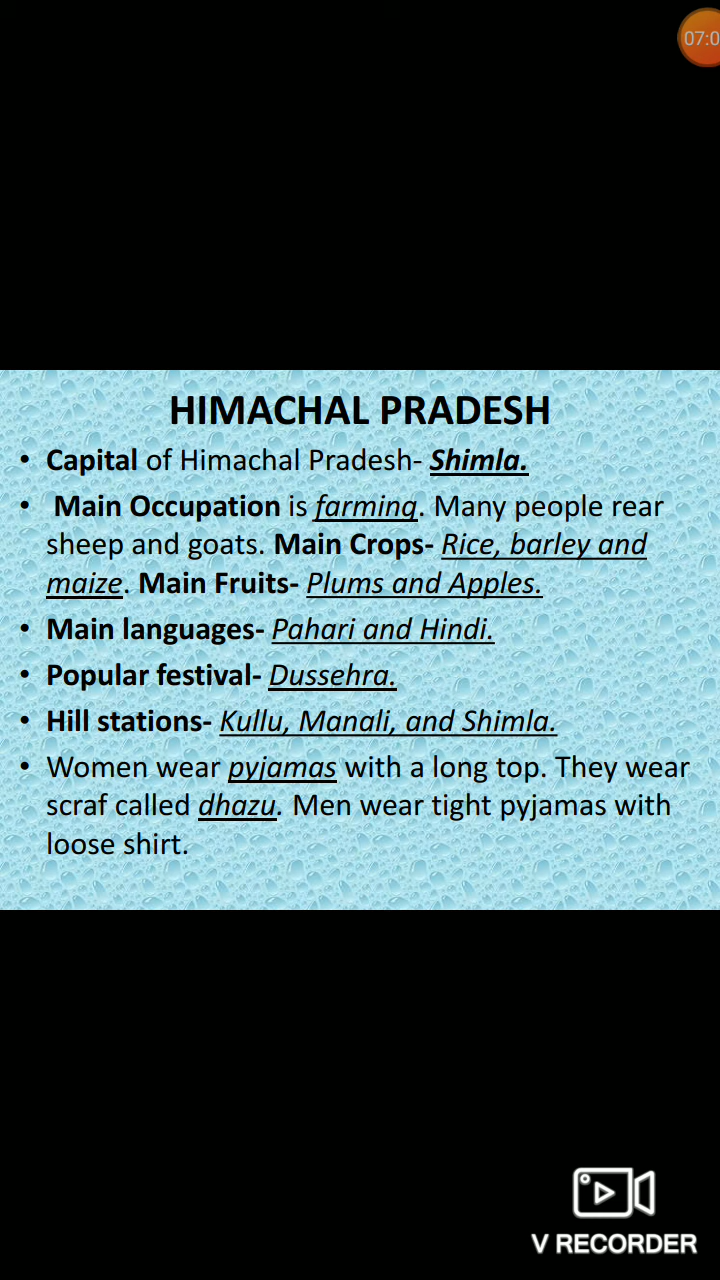 07:0
HIMACHAL PRADESH
• Capital of Himachal Pradesh- Shimla.
• Main Occupation is farming. Many people rear
sheep and goats. Main Crops- Rice, barley and
maize. Main Fruits- Plums and Apples.
• Main languages- Pahari and Hindi.
• Popular festival- Dussehra.
• Hill stations- Kullu, Manali, and Shimla.
• Women wear pyjamas with a long top. They wear
scraf called dhazu. Men wear tight pyjamas with
loose shirt.
V RECORDER